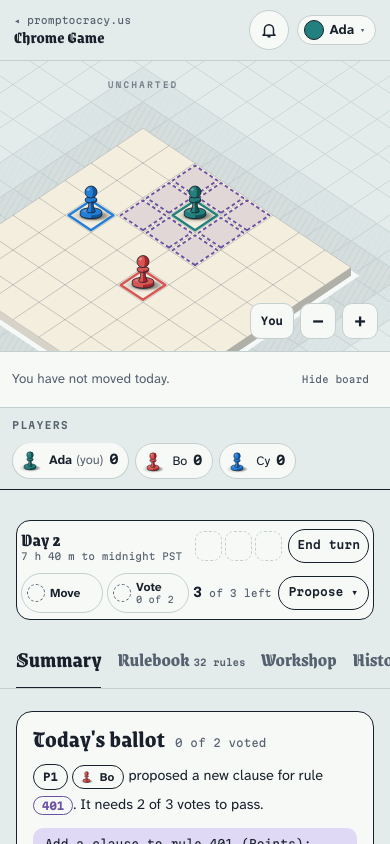 ◂ promptocracy.us
Chrome Game
Ada ▾
UNCHARTED
You − +
You have not moved today.
Hide board
PLAYERS
Ada (you) 0
Bo 0
Cy 0
Day 2
7 h 40 m to midnight PST
End turn
Move
Vote
0 of 2
3 of 3 left
Propose ▾
Summary Rulebook 32 rules Workshop Histo
Today's ballot 0 of 2 voted
P1 Bo proposed a new clause for rule
401. It needs 2 of 3 votes to pass.
Add a clause to rule 401 (Points):